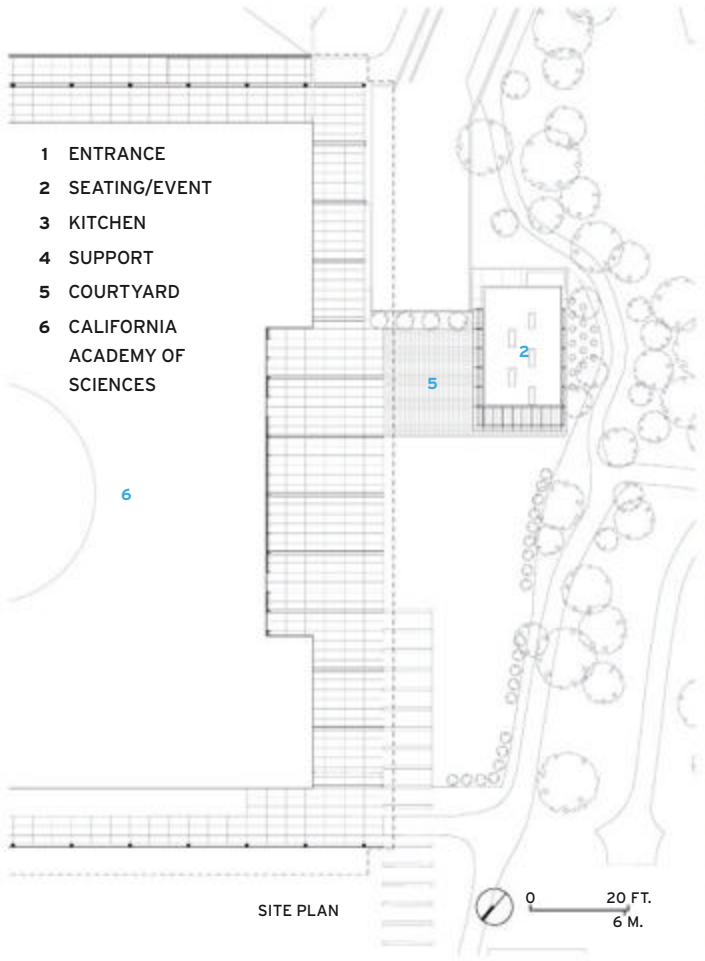 1 ENTRANCE
2 SEATING/EVENT
3 KITCHEN
4 SUPPORT
5 COURTYARD
6 CALIFORNIA
ACADEMY OF
SCIENCES
2
5
6
SITE PLAN
0 20 FT.
6 M.